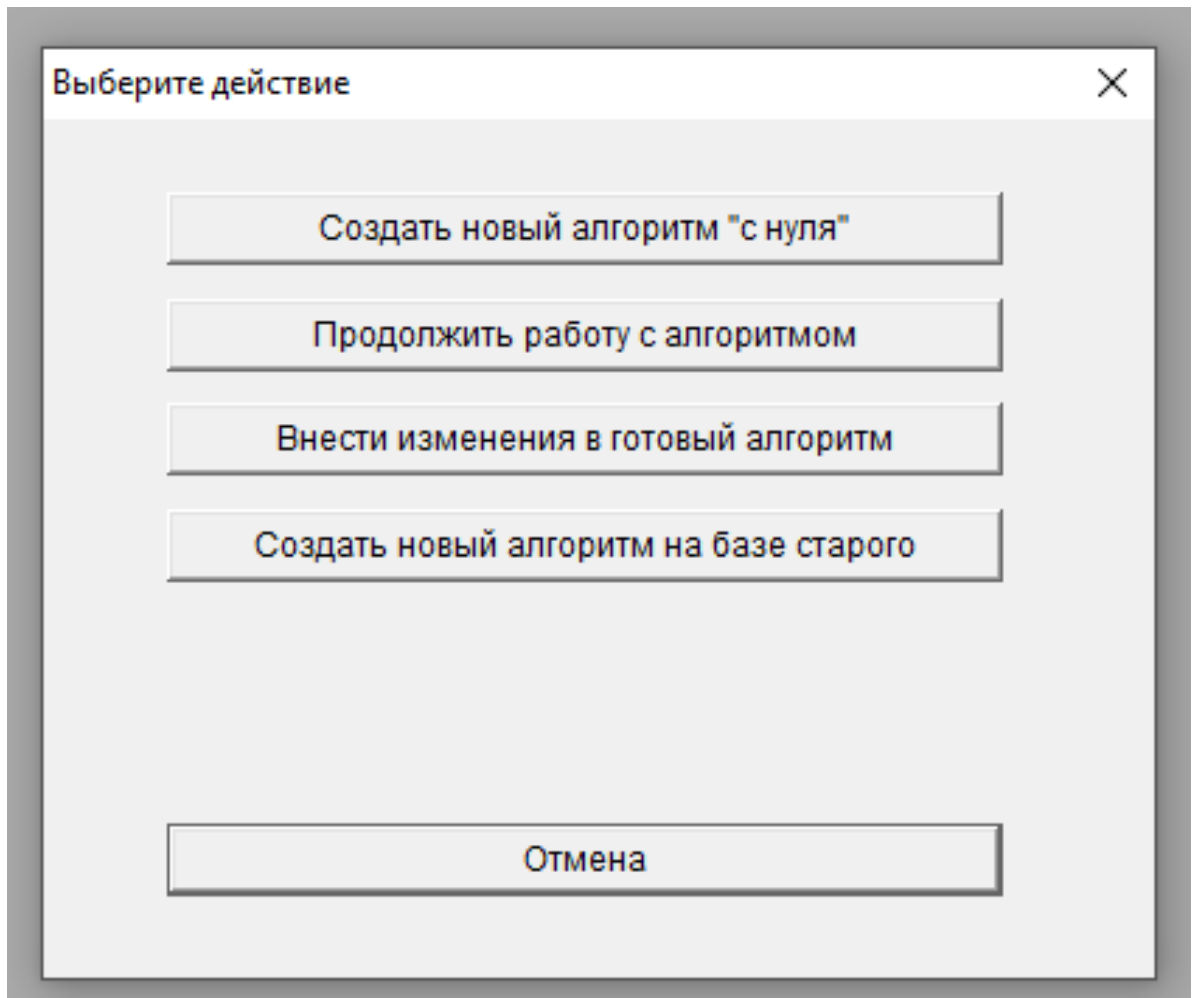 Выберите действие
Создать новый алгоритм "с нуля"
Продолжить работу с алгоритмом
Внести изменения в готовый алгоритм
Создать новый алгоритм на базе старого
Отмена